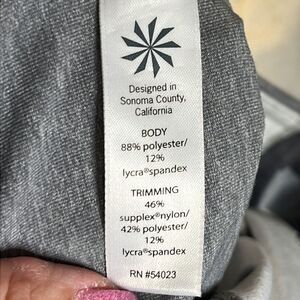 Designed in
Sonoma County,
California
BODY
88% polyester/
12%
lycra®spandex
TRIMMING
46%
supplex®nylon/
42% polyester/
12%
lycra®spandex
RN #54023